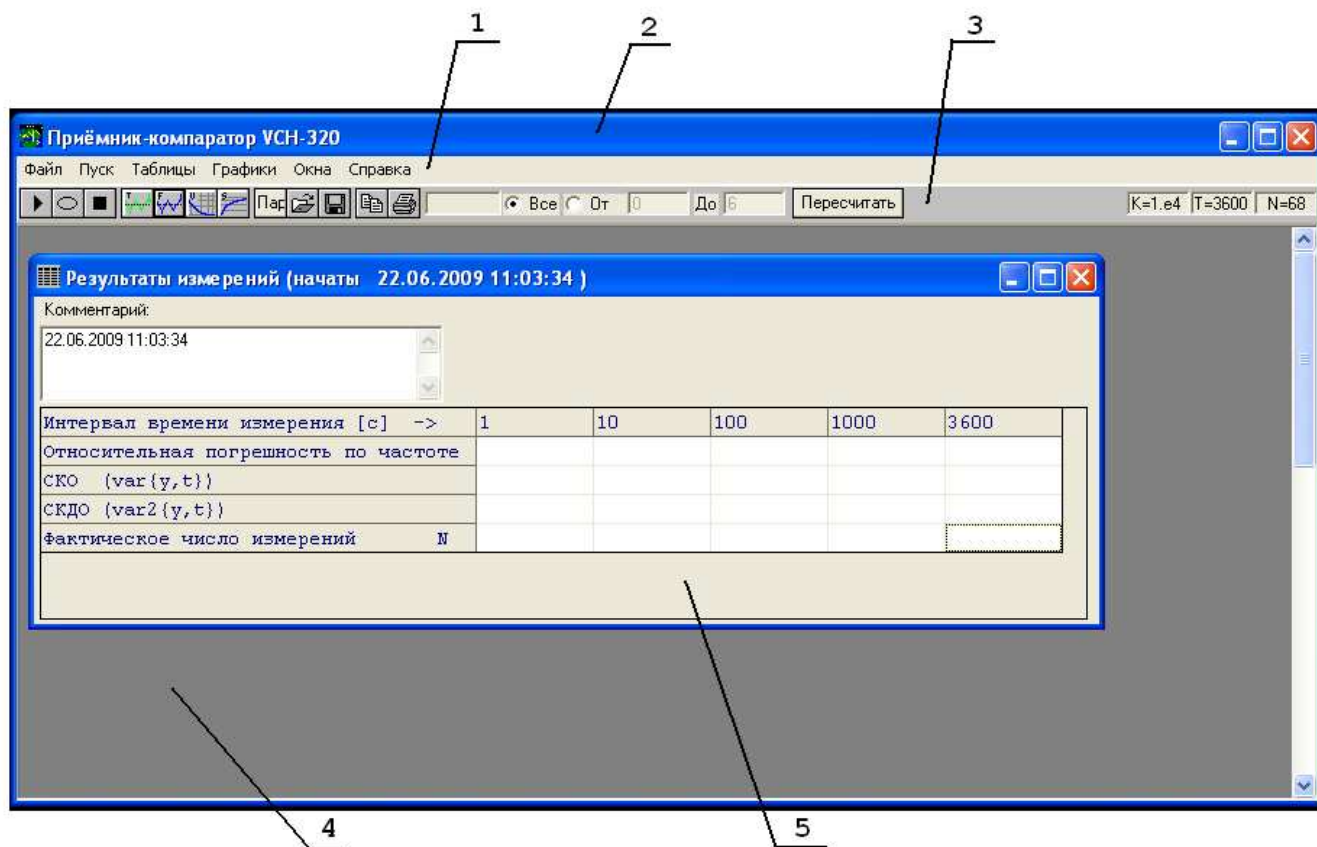 1 2 3
Приёмник-компаратор VCH-320
Файл Пуск Таблицы Графики Окна Справка
Пар Все От 0 До 6 Пересчитать K=1.e4 T=3600 N=68
Результаты измерений (начаты 22.06.2009 11:03:34 )
Комментарий:
22.06.2009 11:03:34
Интервал времени измерения [с] -> 1 10 100 1000 3600
Относительная погрешность по частоте
СКО (var{y,t})
СКДО (var2{y,t})
Фактическое число измерений N
4 5